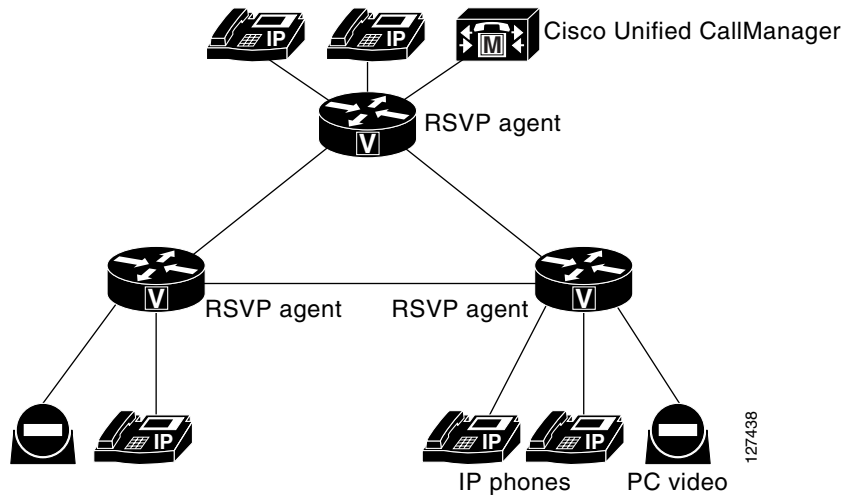 IP
IP
M
Cisco Unified CallManager
RSVP agent
V
V
V
RSVP agent
RSVP agent
IP
IP
IP
127438
IP phones
PC video